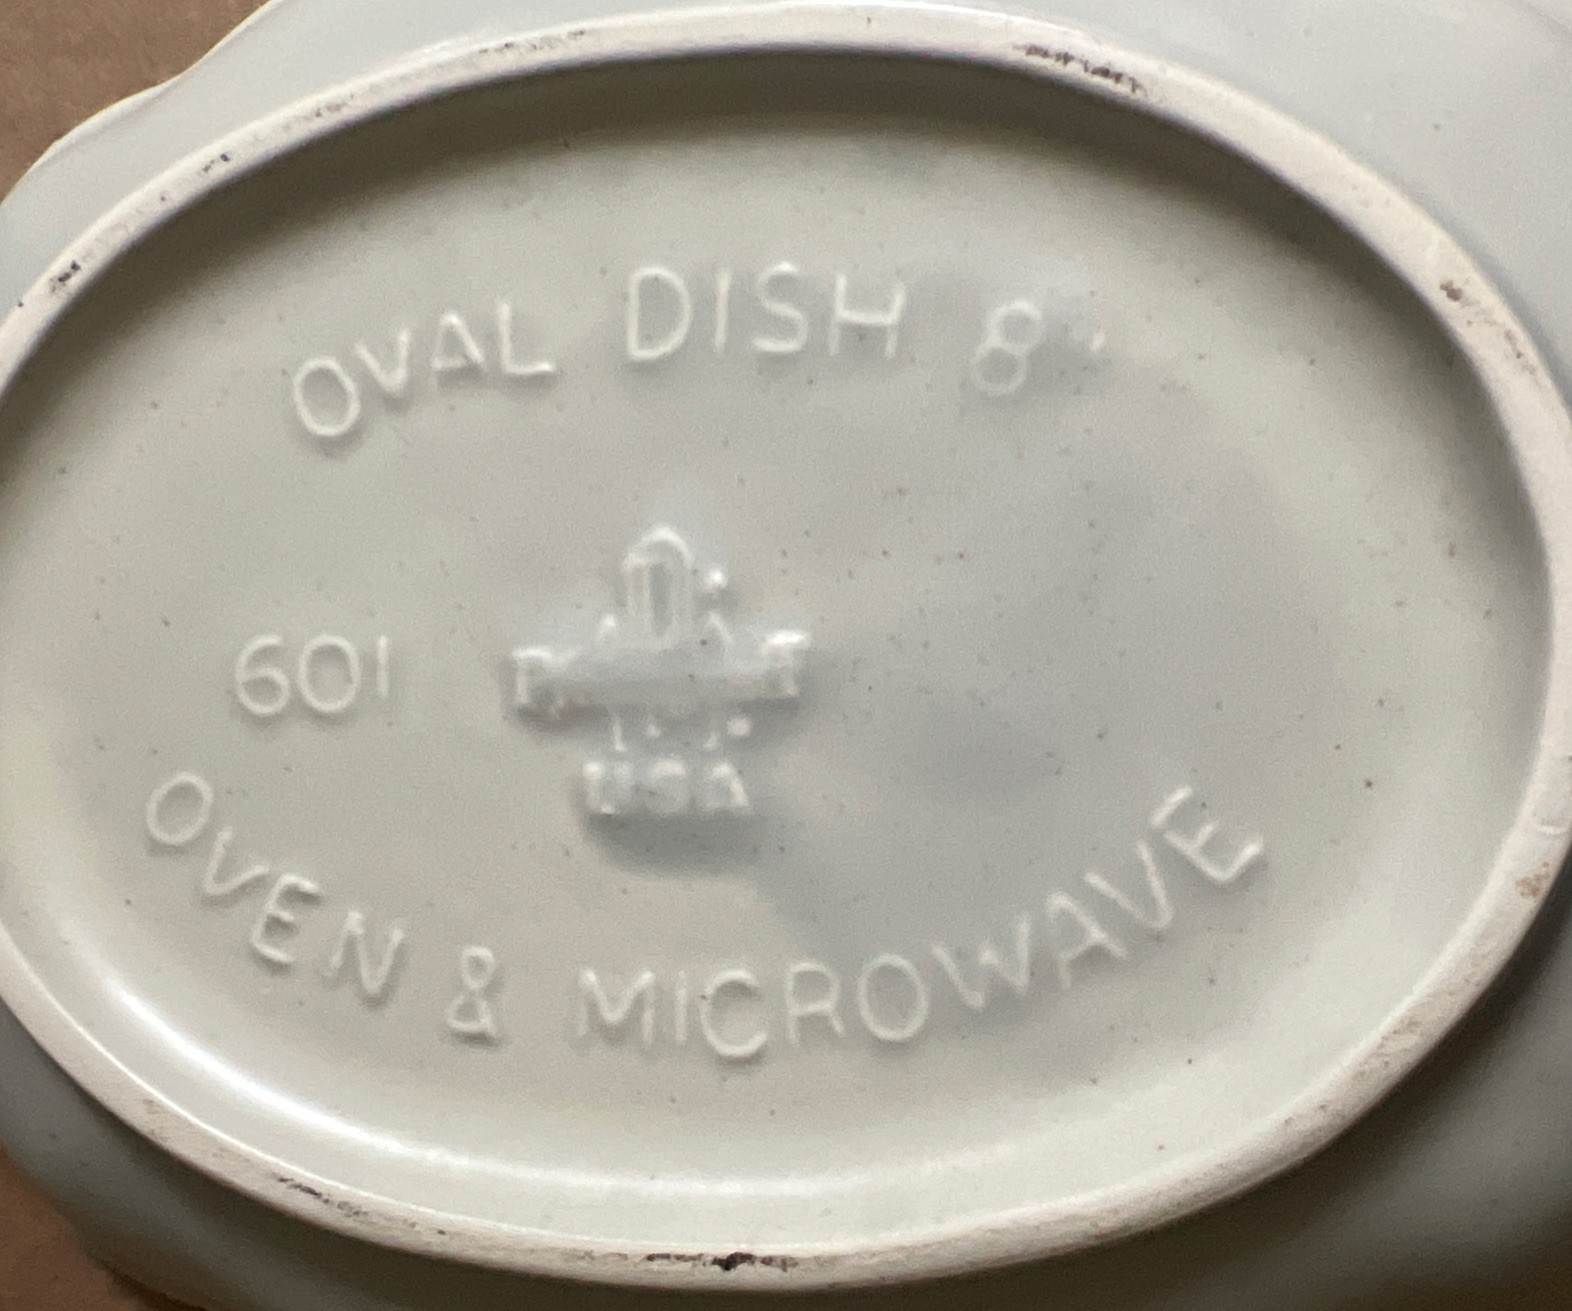 OVAL DISH 8"
601
USA
OVEN & MICROWAVE